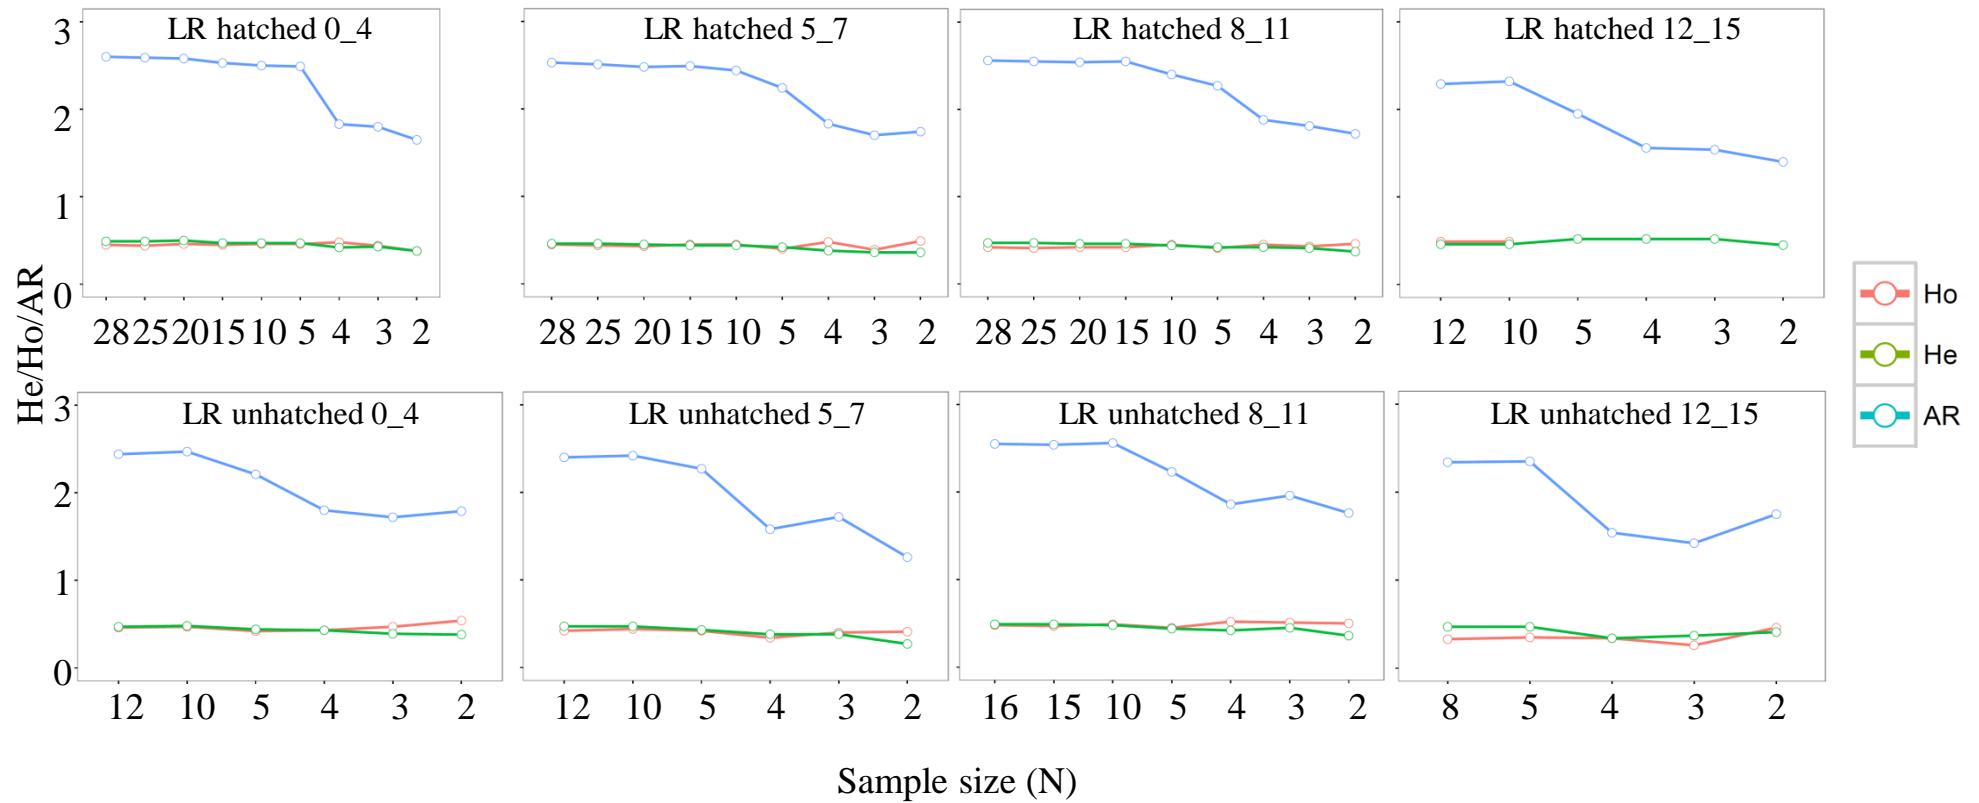 LR hatched 0_4
LR hatched 5_7
LR hatched 8_11
LR hatched 12_15
3
2
1
0
28 25 20 15 10 5 4 3 2
28 25 20 15 10 5 4 3 2
28 25 20 15 10 5 4 3 2
12 10 5 4 3 2
He/Ho/AR
LR unhatched 0_4
LR unhatched 5_7
LR unhatched 8_11
LR unhatched 12_15
3
2
1
0
12 10 5 4 3 2
12 10 5 4 3 2
16 15 10 5 4 3 2
8 5 4 3 2
Sample size (N)
Ho
He
AR